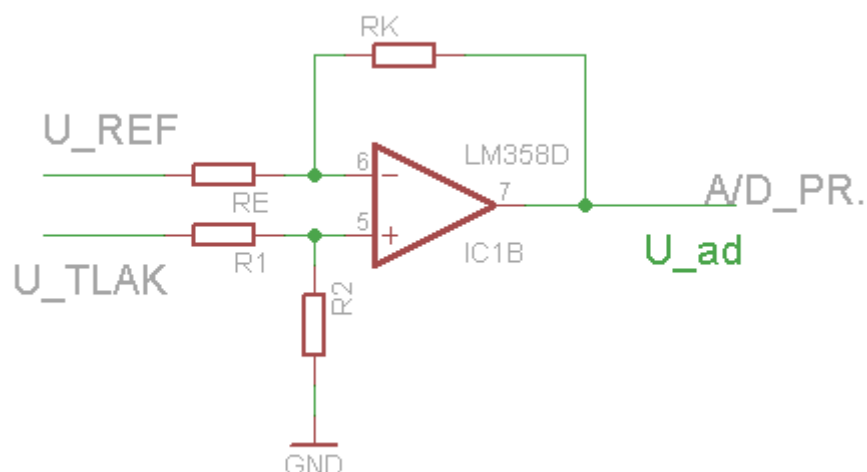 RK
U_REF
LM358D
6
7
A/D_PR.
RE
5
U_ad
R1
IC1B
U_TLAK
R2
GND